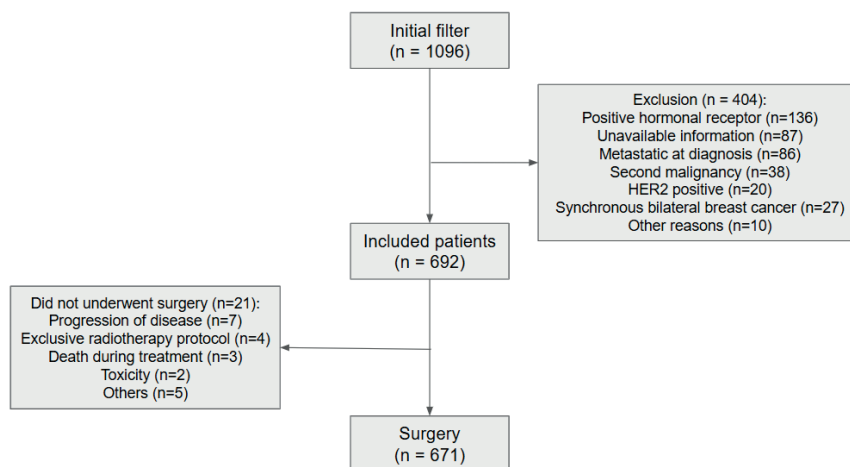 Initial filter
(n = 1096)
Exclusion (n = 404):
Positive hormonal receptor (n=136)
Unavailable information (n=87)
Metastatic at diagnosis (n=86)
Second malignancy (n=38)
HER2 positive (n=20)
Synchronous bilateral breast cancer (n=27)
Other reasons (n=10)
Included patients
(n = 692)
Did not underwent surgery (n=21):
Progression of disease (n=7)
Exclusive radiotherapy protocol (n=4)
Death during treatment (n=3)
Toxicity (n=2)
Others (n=5)
Surgery
(n = 671)